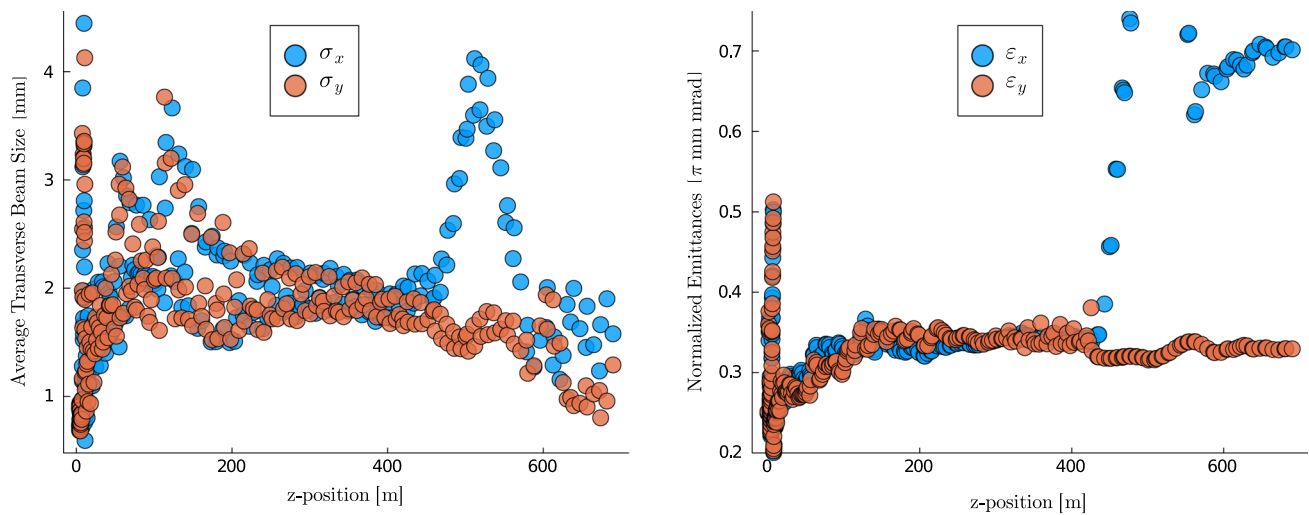 σx
σy
4
3
2
1
0
200
400
600
z-position [m]
Average Transverse Beam Size [mm]
εx
εy
0.7
0.6
0.5
0.4
0.3
0.2
0
200
400
600
z-position [m]
Normalized Emittances [π mm mrad]